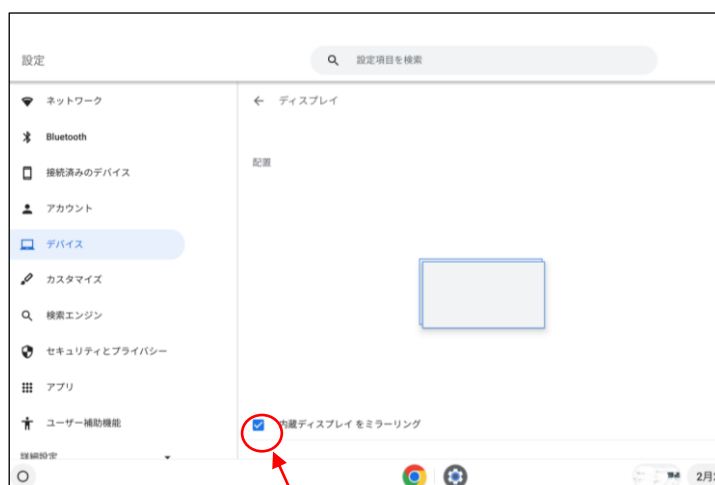 設定
設定項目を検索
ネットワーク
Bluetooth
接続済みのデバイス
アカウント
デバイス
カスタマイズ
検索エンジン
セキュリティとプライバシー
アプリ
ユーザー補助機能
詳細設定
ディスプレイ
配置
内蔵ディスプレイ をミラーリング
2月